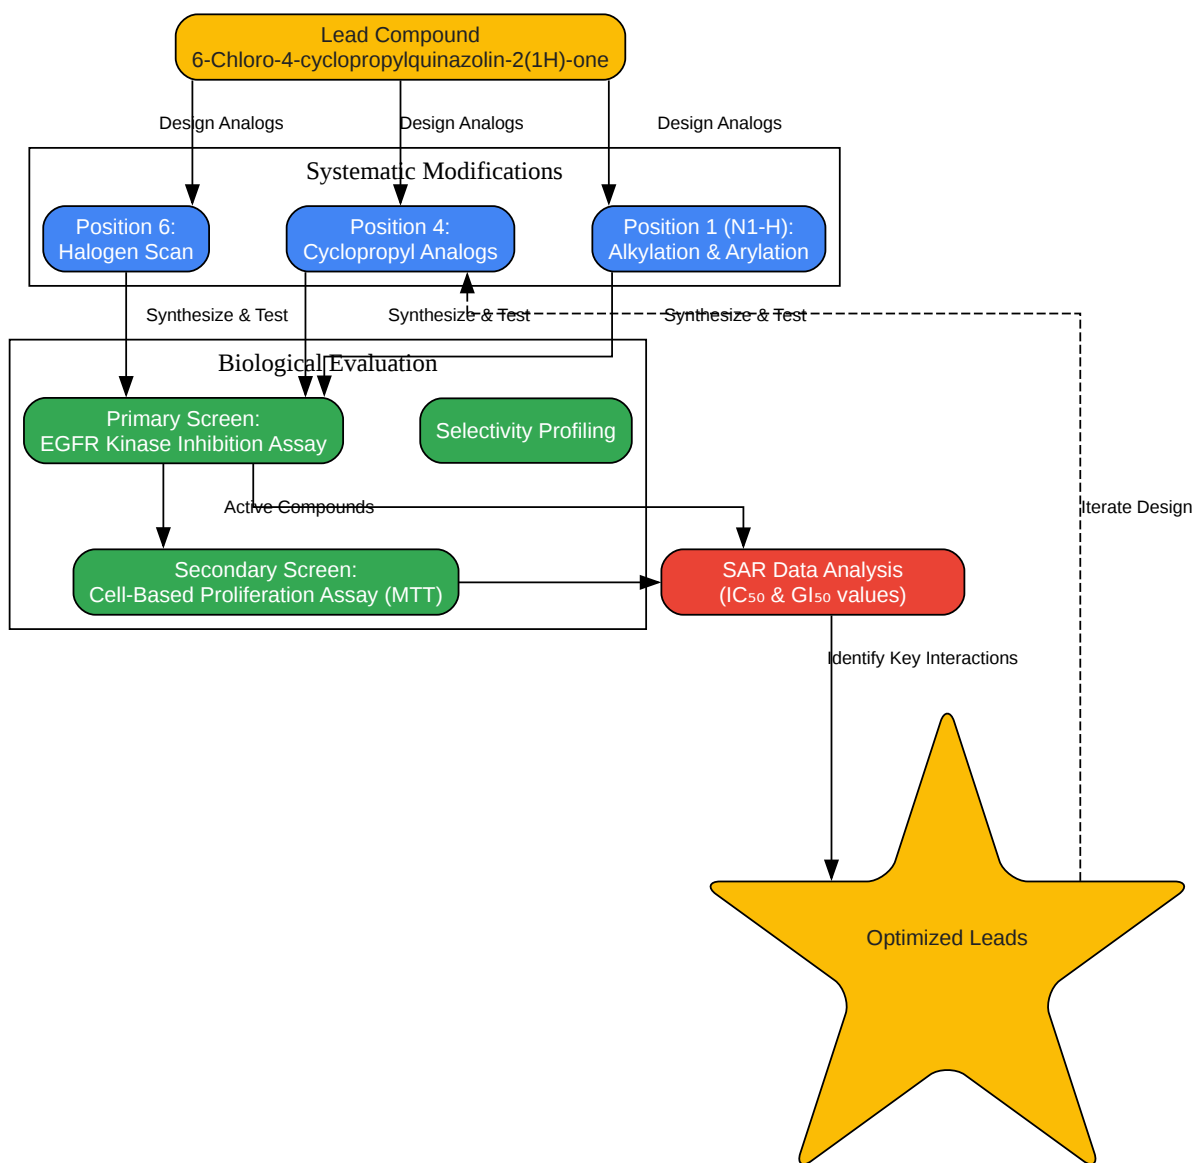 Lead Compound
6-Chloro-4-cyclopropylquinazolin-2(1H)-one
Design Analogs
Design Analogs
Design Analogs
Systematic Modifications
Position 6:
Halogen Scan
Position 4:
Cyclopropyl Analogs
Position 1 (N1-H):
Alkylation & Arylation
Synthesize & Test
Synthesize & Test
Synthesize & Test
Biological Evaluation
Primary Screen:
EGFR Kinase Inhibition Assay
Selectivity Profiling
Active Compounds
Iterate Design
Secondary Screen:
Cell-Based Proliferation Assay (MTT)
SAR Data Analysis
(IC₅₀ & GI₅₀ values)
Identify Key Interactions
Optimized Leads